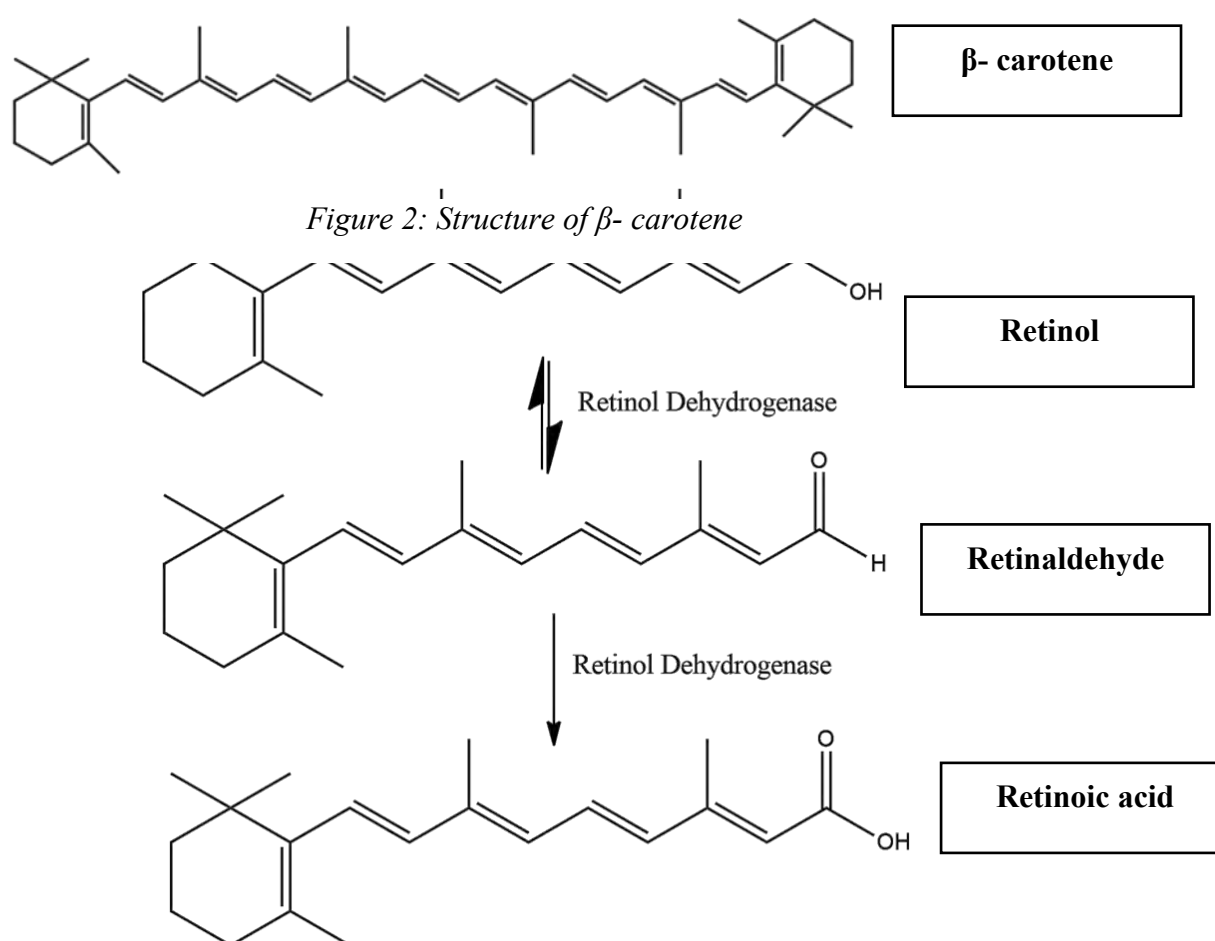 β- carotene
Figure 2: Structure of β- carotene
OH
Retinol
Retinol Dehydrogenase
O
H
Retinaldehyde
Retinol Dehydrogenase
O
OH
Retinoic acid